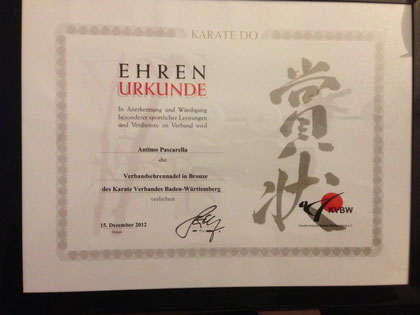 KARATE DO
EHREN
URKUNDE
In Anerkennung und Würdigung
besonderer sportlicher Leistungen
und Verdienste im Verband wird
Antimo Pascarella
die
Verbandsehrennadel in Bronze
des Karate Verbandes Baden-Württemberg
verliehen
15. Dezember 2012
Datum
賞状
KVBW